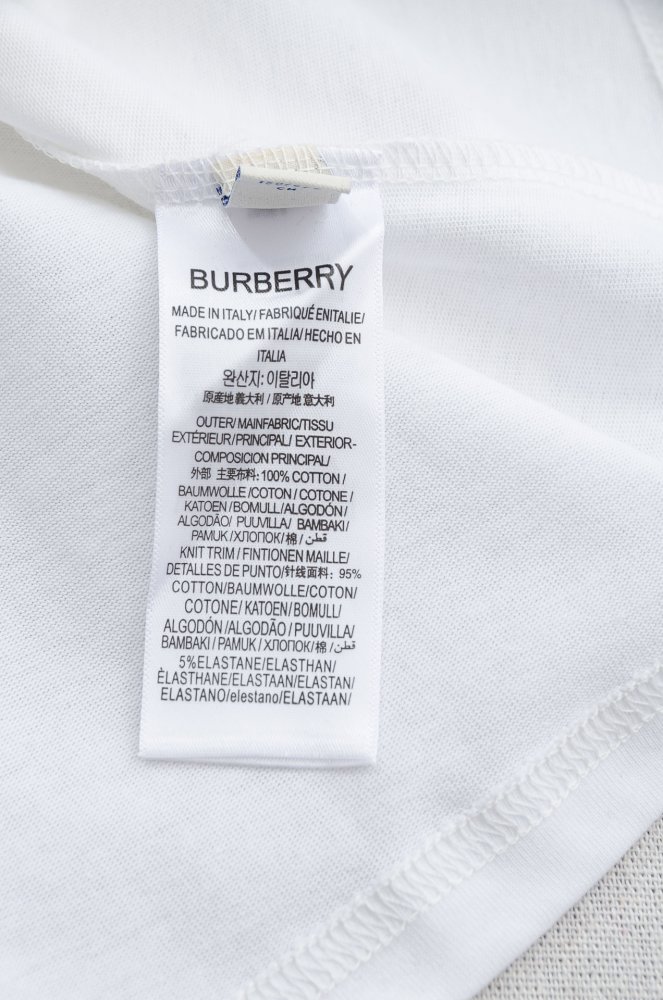 CM
BURBERRY
MADE IN ITALY/ FABRIQUÉ ENITALIE/
FABRICADO EM ITALIA/ HECHO EN
ITALIA
완산지: 이탈리아
原産地義大利 / 原产地意大利
OUTER/ MAINFABRIC/TISSU
EXTÉRIEUR/PRINCIPAL/ EXTERIOR-
COMPOSICION PRINCIPAL/
外部 主要布料: 100% COTTON /
BAUMWOLLE /COTON / COTONE /
KATOEN / BOMULL/ALGODÓN/
ALGODÃO/ PUUVILLA/ BAMBAKI/
PAMUK /ХЛОПОК/棉 / قطن/
KNIT TRIM / FINTIONEN MAILLE/
DETALLES DE PUNTO/针线面料: 95%
COTTON/BAUMWOLLE/COTON/
COTONE/ KATOEN/ BOMULL/
ALGODÓN /ALGODÃO / PUUVILLA/
BAMBAKI / PAMUK / ХЛОПОК/棉 / قطن/
5%ELASTANE/ELASTHAN/
ÈLASTHANE/ELASTAAN/ELASTAN/
ELASTANO/elestano/ELASTAAN/